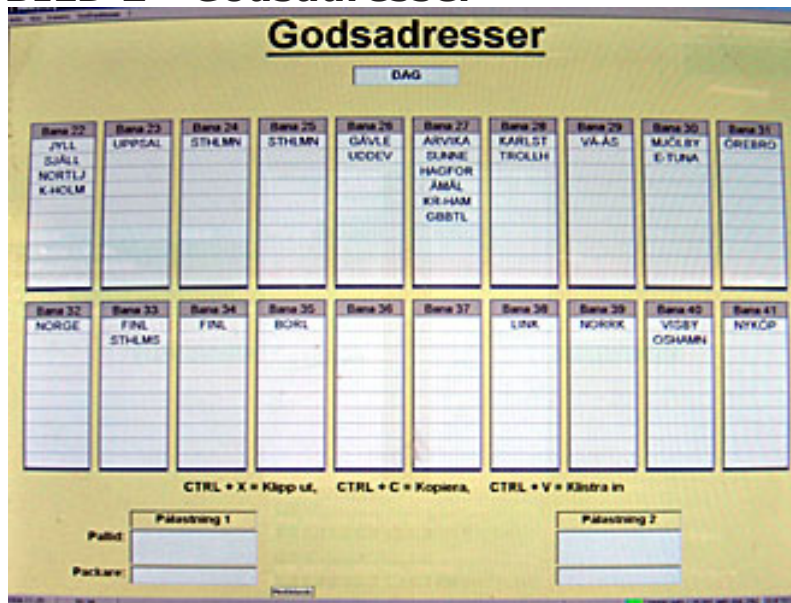 Godsadresser
DAG
Bana 22 Bana 23 Bana 24 Bana 25 Bana 26 Bana 27 Bana 28 Bana 29 Bana 30 Bana 31
JYLL UPPSAL STHLMN STHLMN GÄVLE ARVIKA KARLST VÄ-ÅS MJÖLBY ÖREBRO
SJÄLL UDDEV SUNNE TROLLH E-TUNA
NORTLJ HAGFOR
K-HOLM ÅMÅL
KR-HAM
GBBTL
Bana 32 Bana 33 Bana 34 Bana 35 Bana 36 Bana 37 Bana 38 Bana 39 Bana 40 Bana 41
NORGE FINL FINL BORL LINK NORRK VISBY NYKÖP
STHLMS OSHAMN
CTRL + X = Klipp ut, CTRL + C = Kopiera, CTRL + V = Klistra in
Pålastning 1 Pålastning 2
Pallid:
Packare: